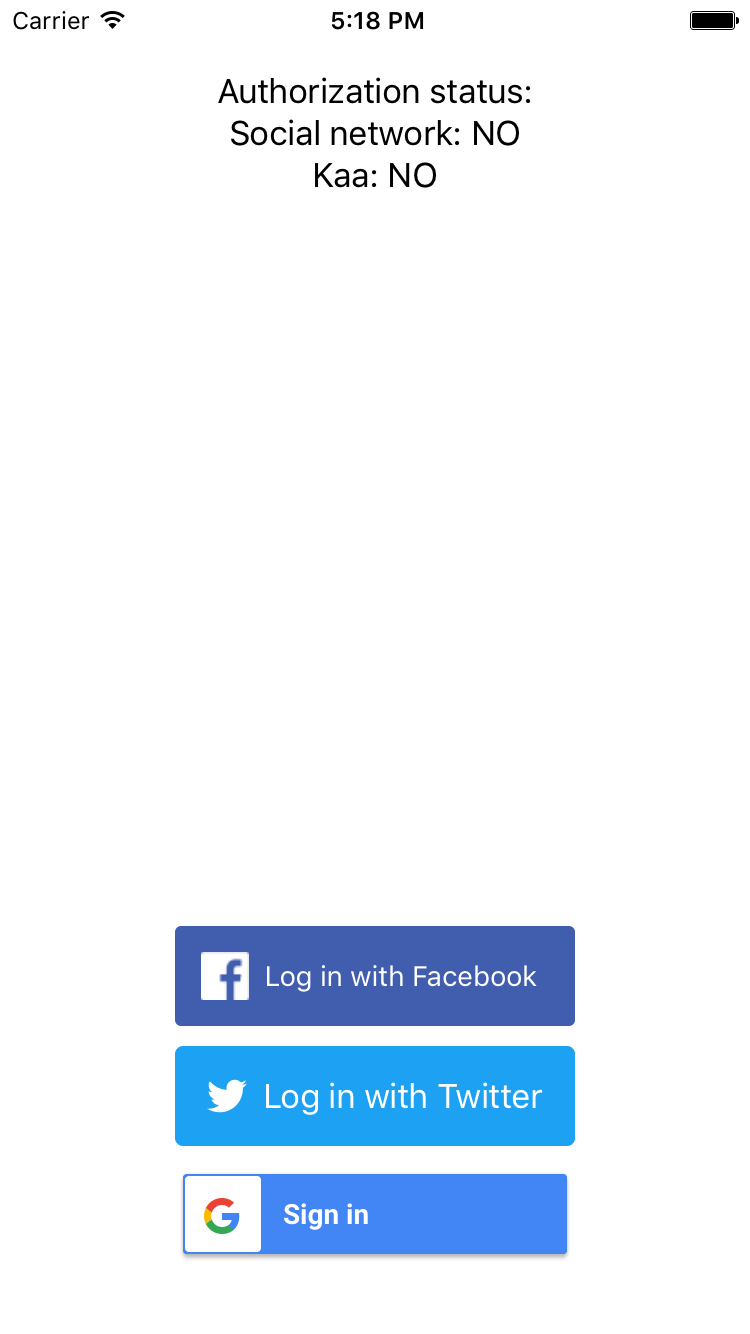 Carrier 5:18 PM
Authorization status:
Social network: NO
Kaa: NO
Log in with Facebook
Log in with Twitter
Sign in